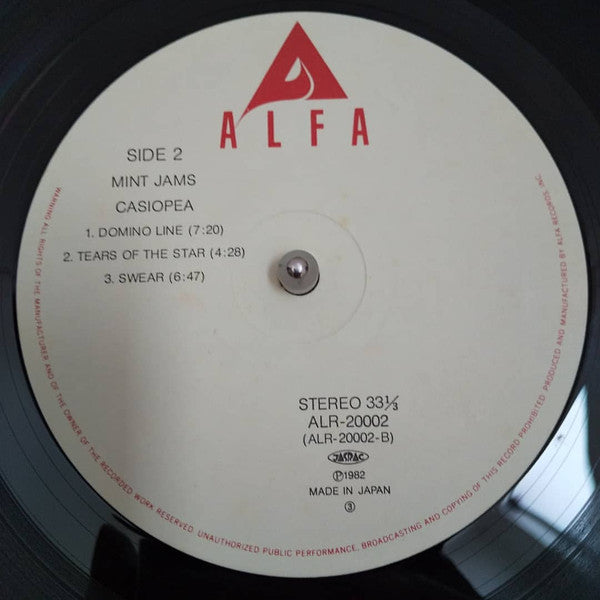 ALFA
SIDE 2
MINT JAMS
CASIOPEA
1. DOMINO LINE (7:20)
2. TEARS OF THE STAR (4:28)
3. SWEAR (6:47)
STEREO 33⅓
ALR-20002
(ALR-20002-B)
JASRAC
Ⓟ1982
MADE IN JAPAN
③
WARNING: ALL RIGHTS OF THE MANUFACTURER AND OF THE OWNER OF THE RECORDED WORK RESERVED. UNAUTHORIZED PUBLIC PERFORMANCE, BROADCASTING AND COPYING OF THIS RECORD PROHIBITED. PRODUCED AND MANUFACTURED BY ALFA RECORDS, INC.